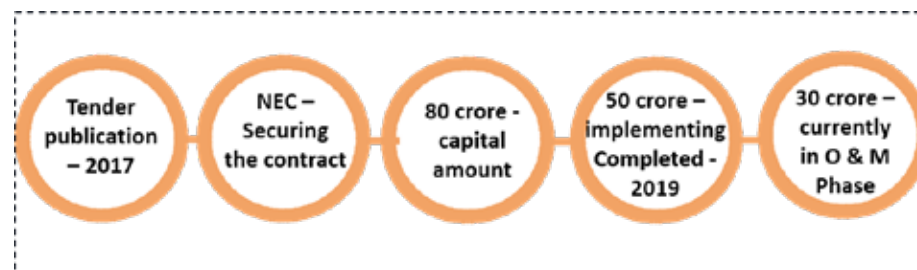 Tender
publication
– 2017
NEC –
Securing
the contract
80 crore -
capital
amount
50 crore –
implementing
Completed -
2019
30 crore –
currently
in O & M
Phase